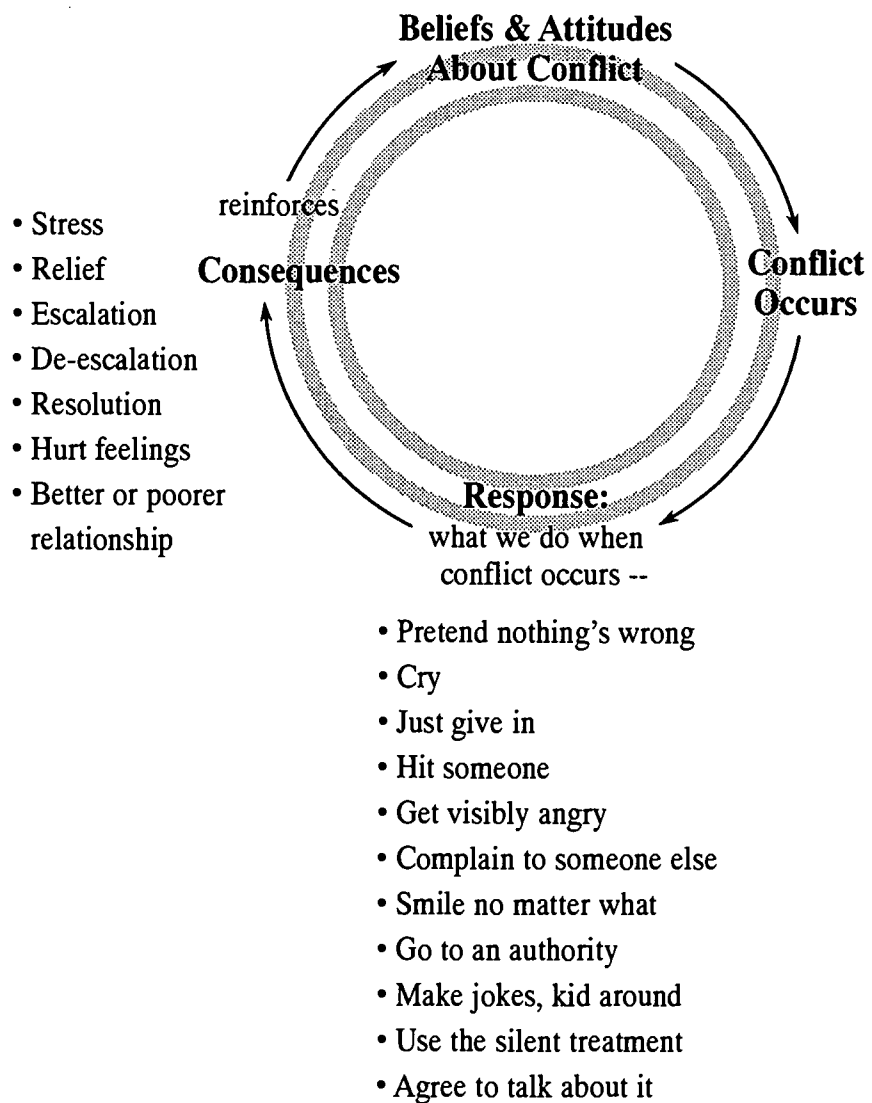 Beliefs & Attitudes
About Conflict
reinforces
Consequences
• Stress
• Relief
• Escalation
• De-escalation
• Resolution
• Hurt feelings
• Better or poorer
relationship
Conflict
Occurs
Response:
what we do when
conflict occurs --
• Pretend nothing's wrong
• Cry
• Just give in
• Hit someone
• Get visibly angry
• Complain to someone else
• Smile no matter what
• Go to an authority
• Make jokes, kid around
• Use the silent treatment
• Agree to talk about it